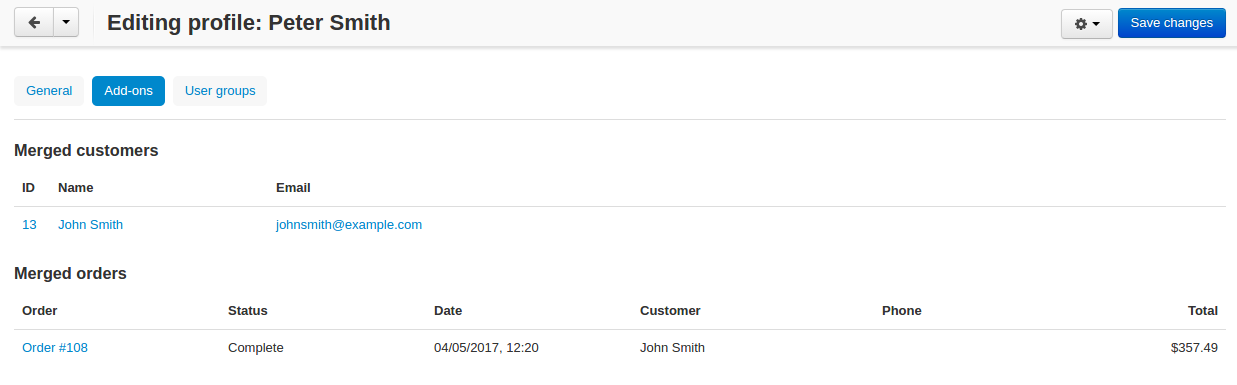 Editing profile: Peter Smith
Save changes
General Add-ons User groups
Merged customers
ID Name Email
13 John Smith johnsmith@example.com
Merged orders
Order Status Date Customer Phone Total
Order #108 Complete 04/05/2017, 12:20 John Smith $357.49